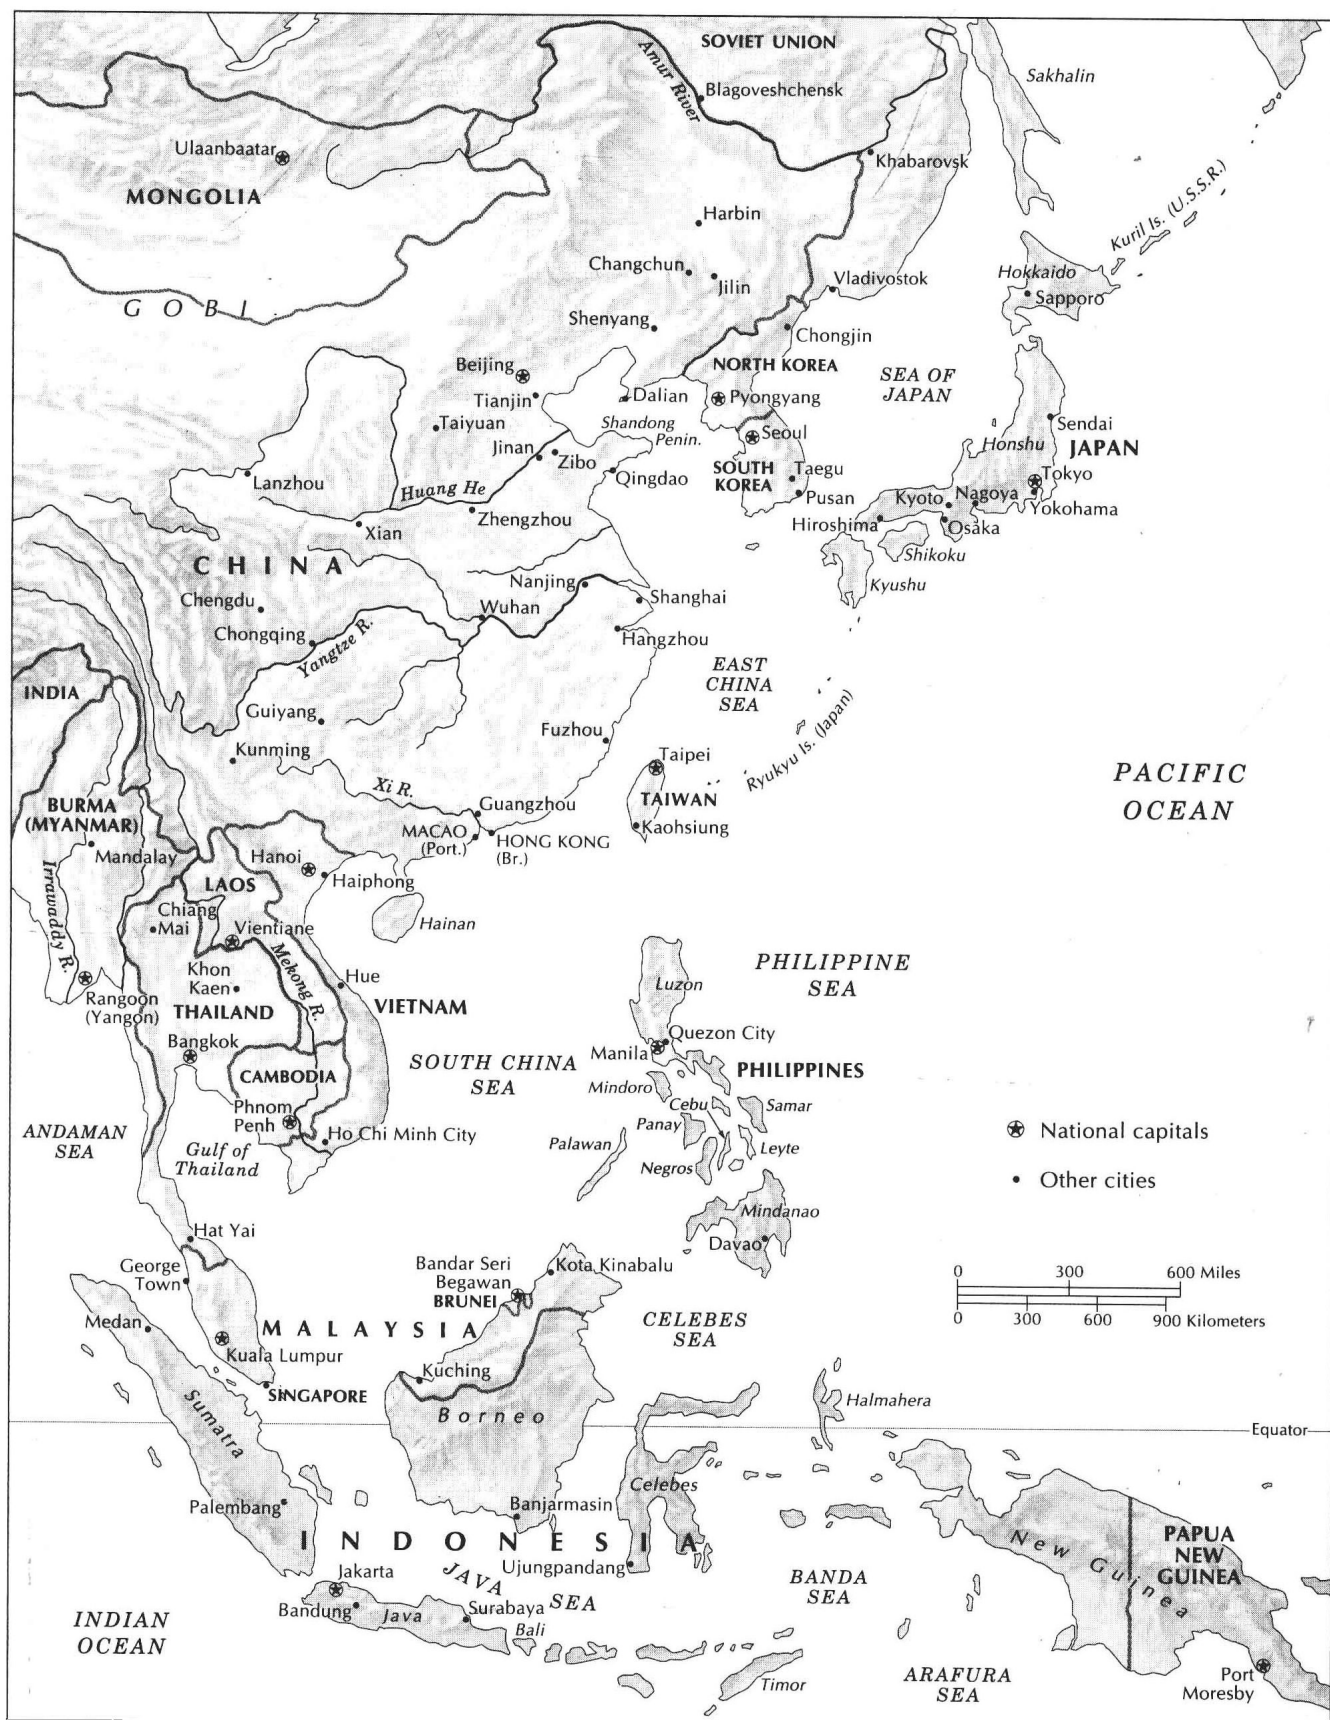 SOVIET UNION
Sakhalin
Amur River
Blagoveshchensk
Ulaanbaatar
Khabarovsk
MONGOLIA
Harbin
Kuril Is. (U.S.S.R.)
Changchun
Jilin
Vladivostok
Hokkaido
Sapporo
GOBI
Shenyang
Chongjin
Beijing
NORTH KOREA
SEA OF
JAPAN
Tianjin
Dalian
Pyongyang
Taiyuan
Shandong
Penin.
Seoul
Sendai
Honshu
JAPAN
Jinan
Zibo
Qingdao
SOUTH
KOREA
Taegu
Tokyo
Lanzhou
Huang He
Pusan
Kyoto
Nagoya
Yokohama
Zhengzhou
Hiroshima
Osaka
Xian
Shikoku
CHINA
Nanjing
Kyushu
Chengdu
Wuhan
Shanghai
Chongqing
Yangtze R.
Hangzhou
EAST
CHINA
SEA
INDIA
Guiyang
Fuzhou
Ryukyu Is. (Japan)
Kunming
Taipei
PACIFIC
OCEAN
Xi R.
BURMA
(MYANMAR)
Guangzhou
TAIWAN
MACAO
(Port.)
HONG KONG
(Br.)
Kaohsiung
Mandalay
Hanoi
Irrawaddy R.
LAOS
Haiphong
Chiang
Mai
Vientiane
Hainan
Mekong R.
PHILIPPINE
SEA
Khon
Kaen
Hue
Luzon
Rangoon
(Yangon)
THAILAND
VIETNAM
Bangkok
Quezon City
Manila
SOUTH CHINA
SEA
CAMBODIA
PHILIPPINES
Mindoro
Phnom
Penh
Cebu
Samar
Panay
ANDAMAN
SEA
Ho Chi Minh City
National capitals
Gulf of
Thailand
Palawan
Leyte
Negros
Other cities
Mindanao
Hat Yai
Davao
George
Town
Bandar Seri
Begawan
BRUNEI
Kota Kinabalu
0 300 600 Miles
0 300 600 900 Kilometers
Medan
MALAYSIA
CELEBES
SEA
Kuala Lumpur
Kuching
SINGAPORE
Halmahera
Sumatra
Borneo
Equator
Celebes
Palembang
Banjarmasin
INDONESIA
New Guinea
PAPUA
NEW
GUINEA
Jakarta
JAVA
SEA
Ujungpandang
BANDA
SEA
Bandung
Java
Surabaya
Bali
INDIAN
OCEAN
Timor
ARAFURA
SEA
Port
Moresby